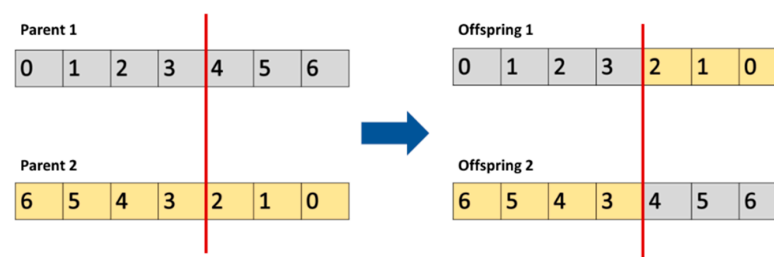 Parent 1
0 1 2 3 4 5 6
Parent 2
6 5 4 3 2 1 0
Offspring 1
0 1 2 3 2 1 0
Offspring 2
6 5 4 3 4 5 6